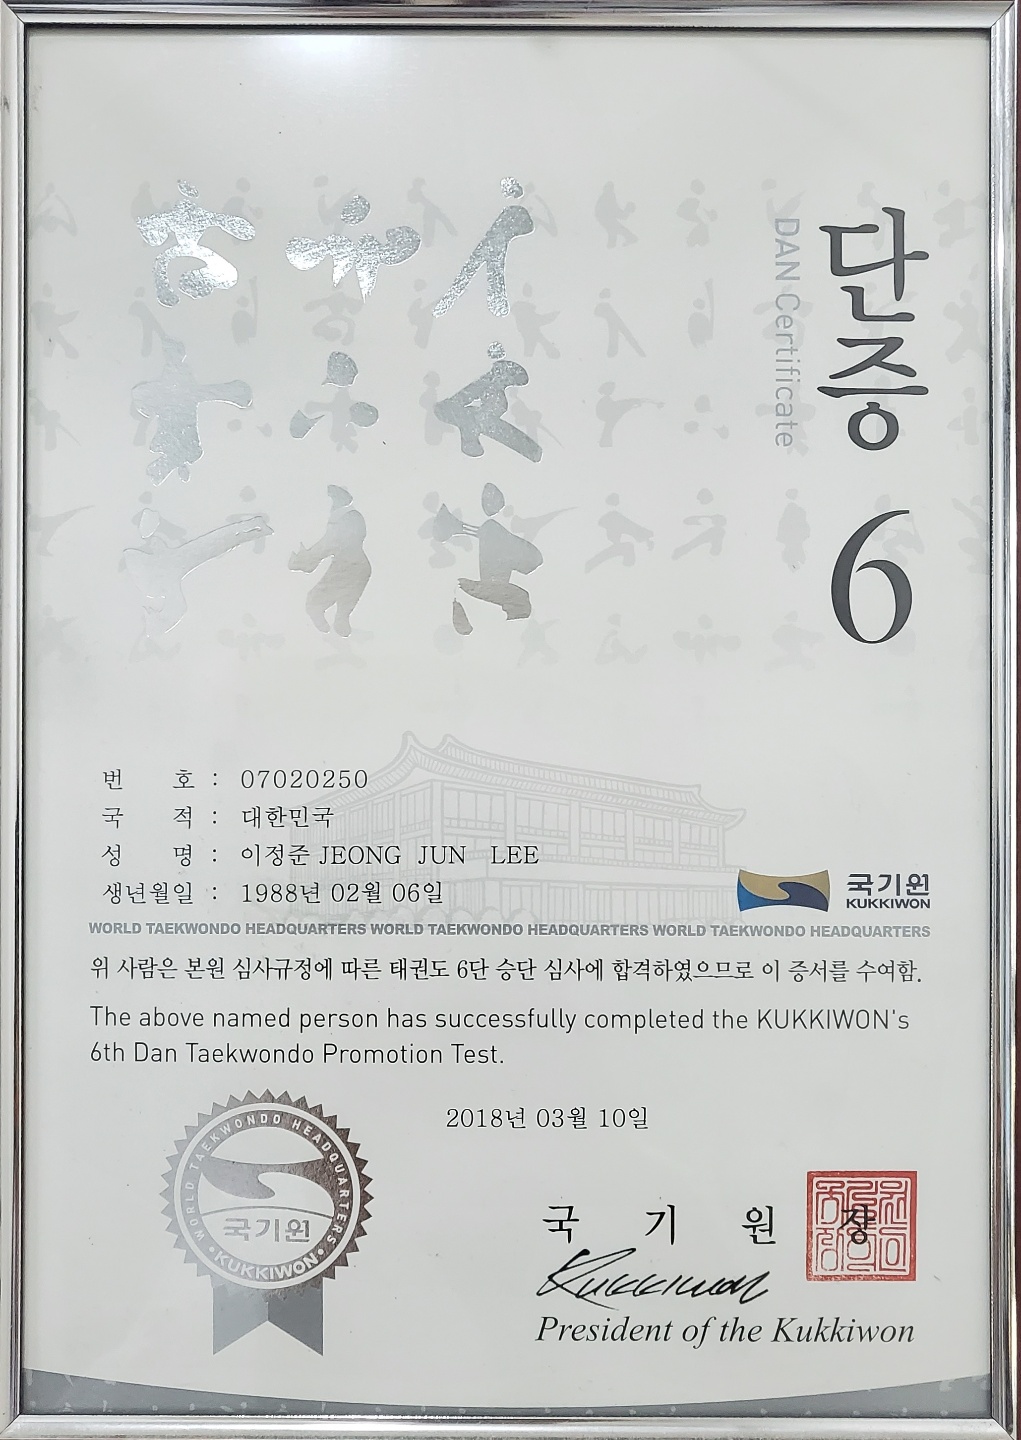 단증 6
DAN Certificate
번 호 : 07020250
국 적 : 대한민국
성 명 : 이정준 JEONG JUN LEE
생년월일 : 1988년 02월 06일
국기원
KUKKIWON
WORLD TAEKWONDO HEADQUARTERS WORLD TAEKWONDO HEADQUARTERS WORLD TAEKWONDO HEADQUARTERS
위 사람은 본원 심사규정에 따른 태권도 6단 승단 심사에 합격하였으므로 이 증서를 수여함.
The above named person has successfully completed the KUKKIWON's
6th Dan Taekwondo Promotion Test.
2018년 03월 10일
WORLD TAEKWONDO HEADQUARTERS
국기원
KUKKIWON
국 기 원 장
Kukkiwon
President of the Kukkiwon